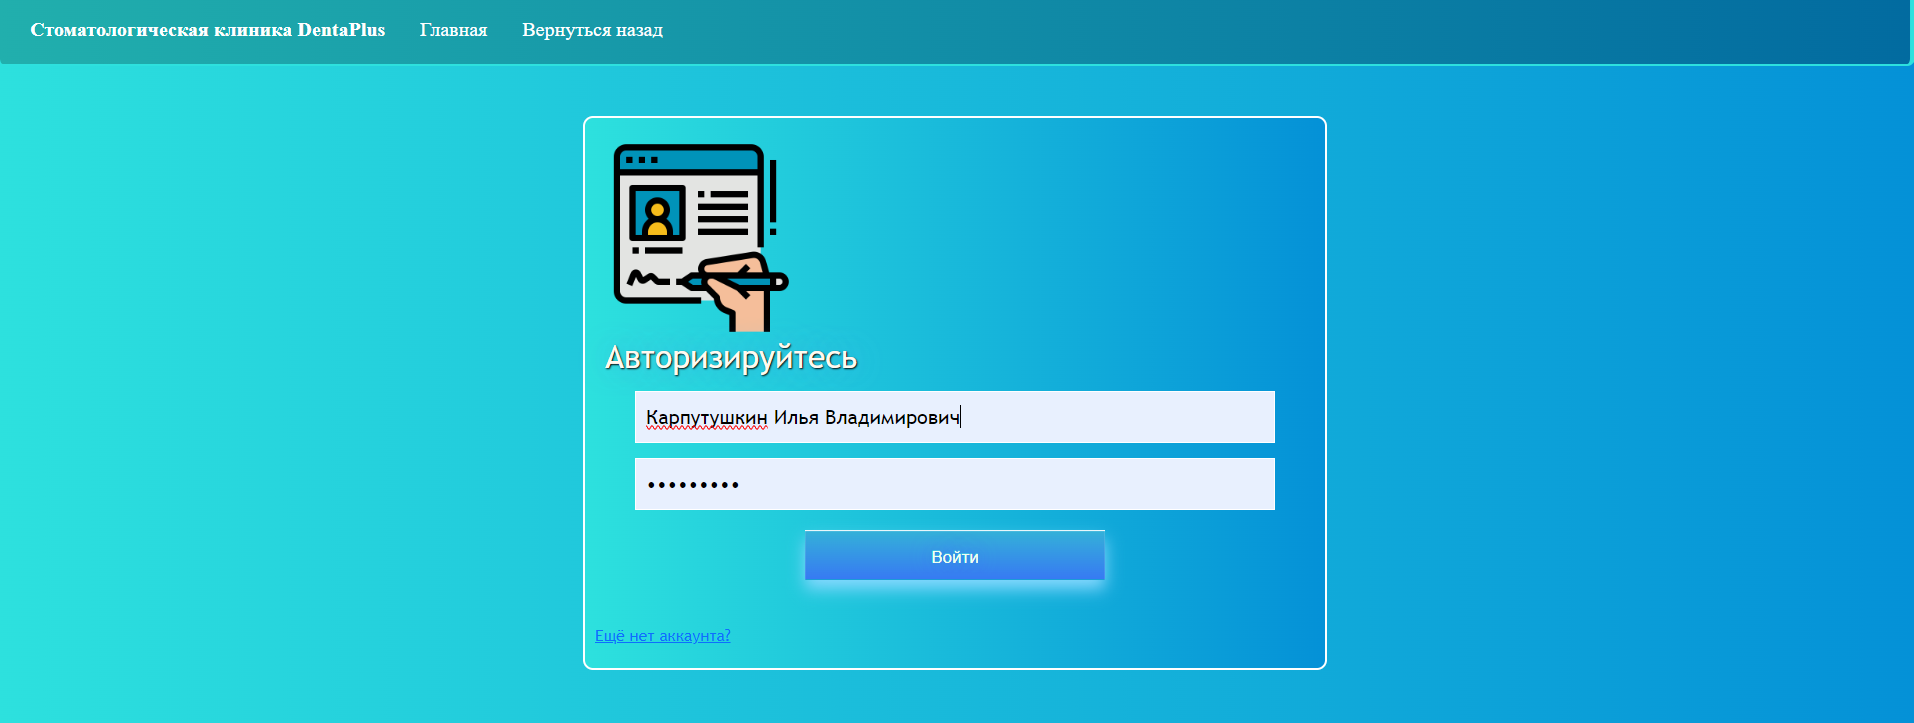 Стоматологическая клиника DentaPlus Главная Вернуться назад
Авторизируйтесь
Карпутушкин Илья Владимирович
•••••••••
Войти
Ещё нет аккаунта?